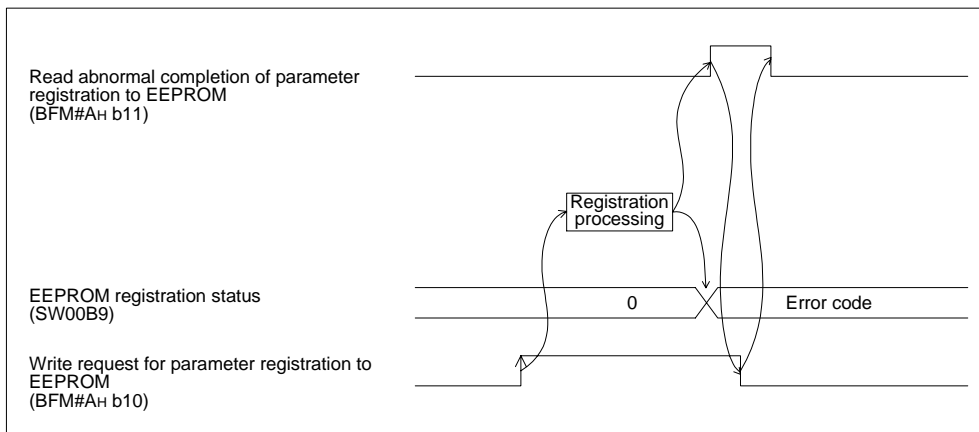 Read abnormal completion of parameter
registration to EEPROM
(BFM#AH b11)
Registration
processing
EEPROM registration status
(SW00B9)
0
Error code
Write request for parameter registration to
EEPROM
(BFM#AH b10)